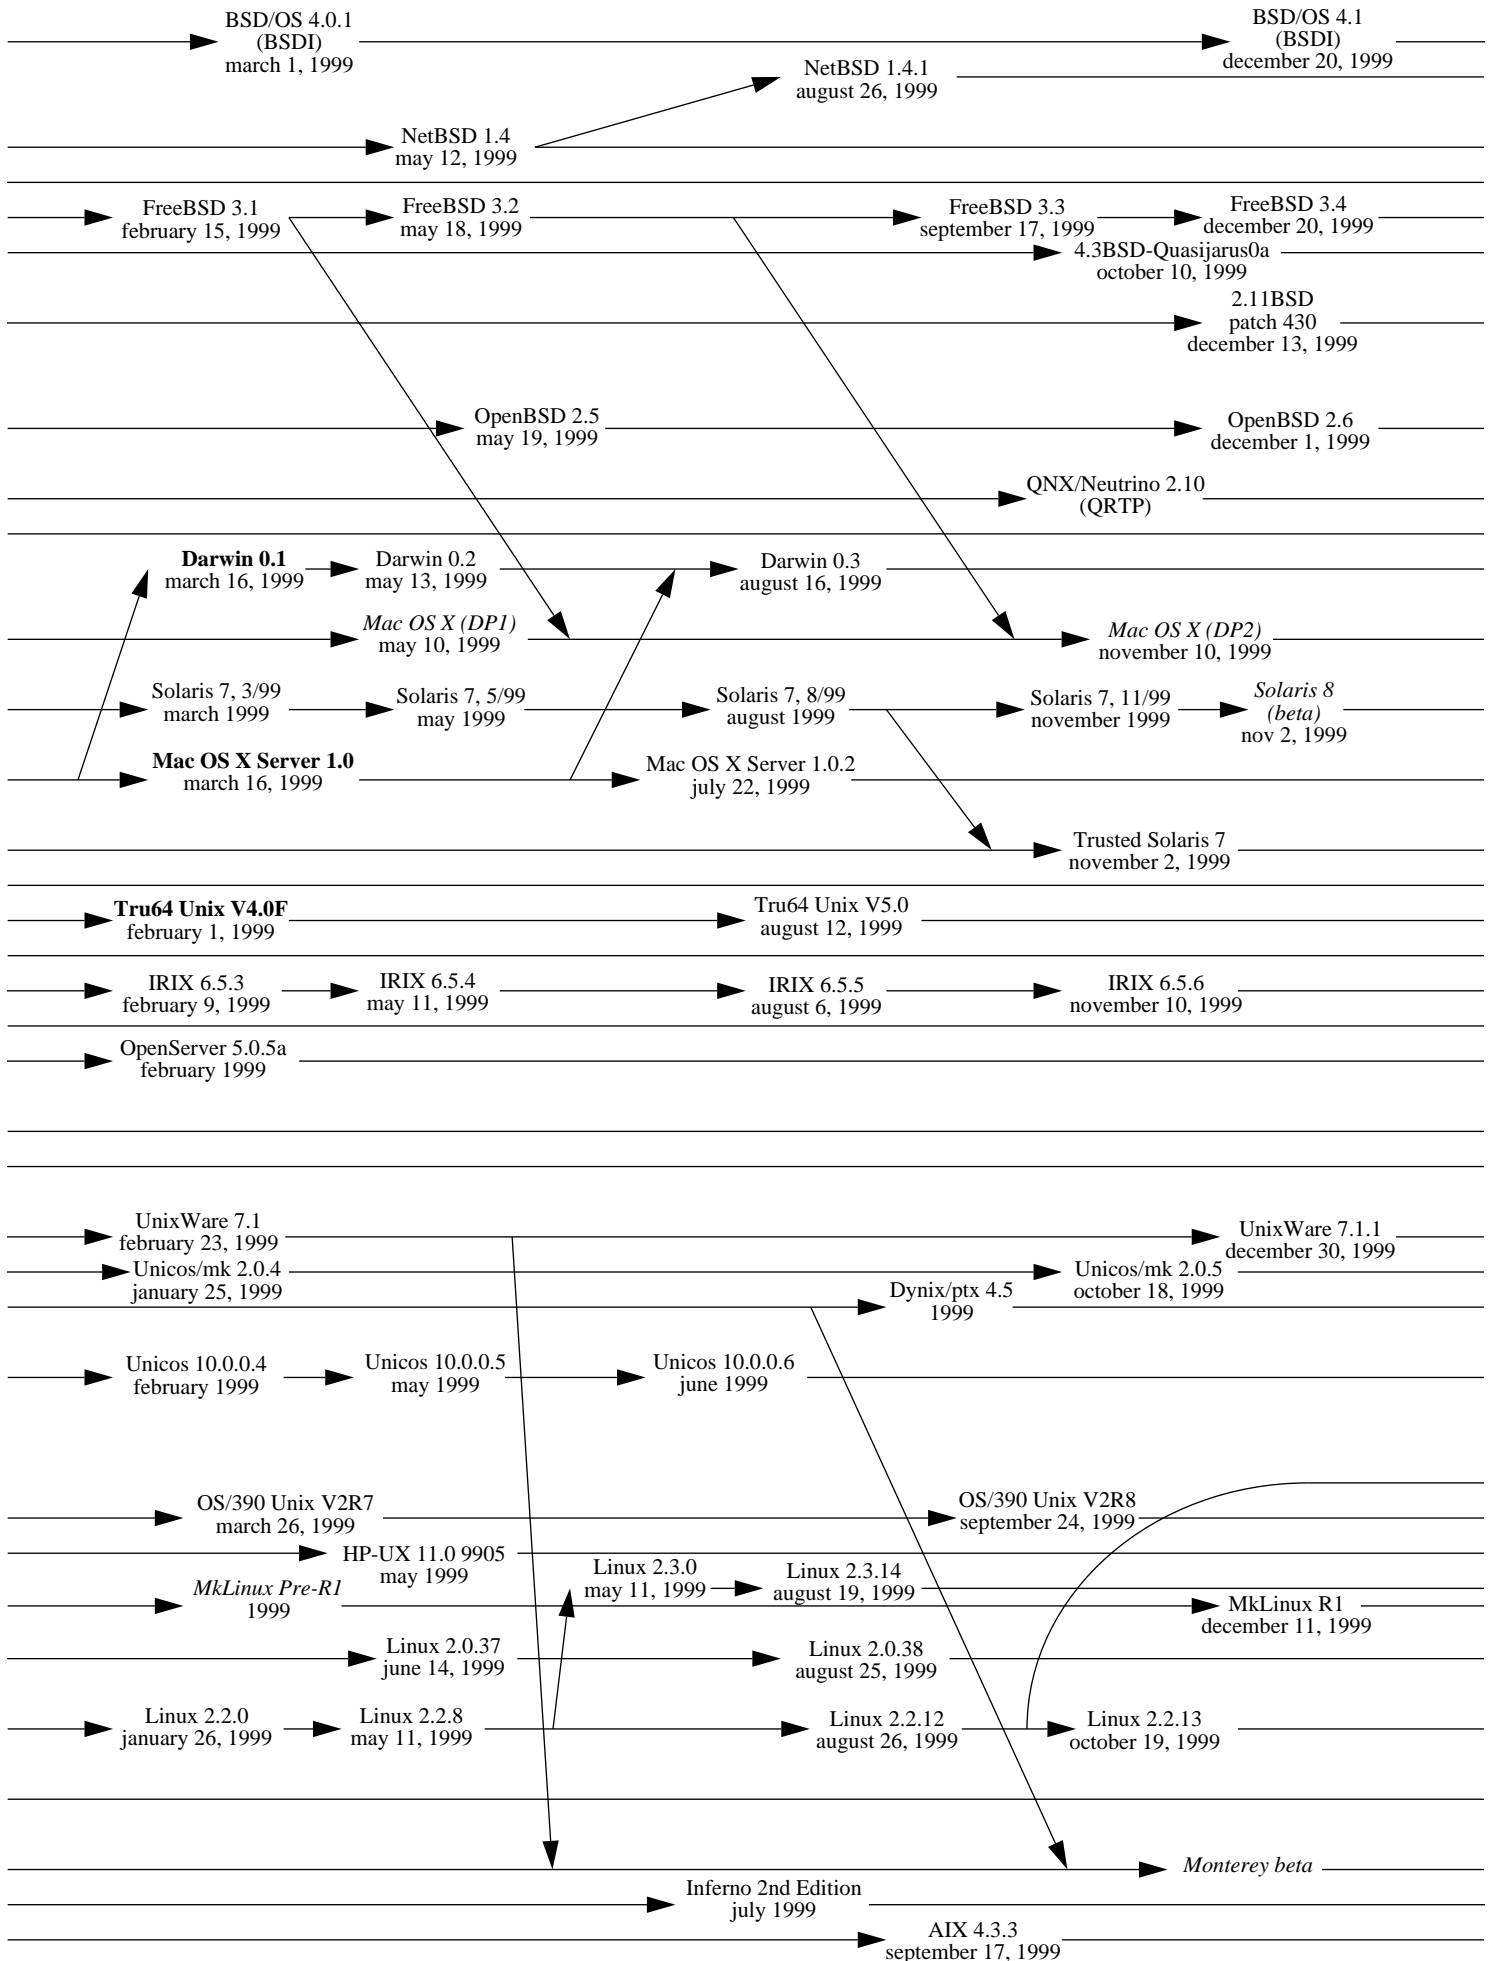 BSD/OS 4.0.1
(BSDI)
march 1, 1999
BSD/OS 4.1
(BSDI)
december 20, 1999
NetBSD 1.4.1
august 26, 1999
NetBSD 1.4
may 12, 1999
FreeBSD 3.1
february 15, 1999
FreeBSD 3.2
may 18, 1999
FreeBSD 3.3
september 17, 1999
FreeBSD 3.4
december 20, 1999
4.3BSD-Quasijarus0a
october 10, 1999
2.11BSD
patch 430
december 13, 1999
OpenBSD 2.5
may 19, 1999
OpenBSD 2.6
december 1, 1999
QNX/Neutrino 2.10
(QRTP)
Darwin 0.1
march 16, 1999
Darwin 0.2
may 13, 1999
Darwin 0.3
august 16, 1999
Mac OS X (DP1)
may 10, 1999
Mac OS X (DP2)
november 10, 1999
Solaris 7, 3/99
march 1999
Solaris 7, 5/99
may 1999
Solaris 7, 8/99
august 1999
Solaris 7, 11/99
november 1999
Solaris 8
(beta)
nov 2, 1999
Mac OS X Server 1.0
march 16, 1999
Mac OS X Server 1.0.2
july 22, 1999
Trusted Solaris 7
november 2, 1999
Tru64 Unix V4.0F
february 1, 1999
Tru64 Unix V5.0
august 12, 1999
IRIX 6.5.3
february 9, 1999
IRIX 6.5.4
may 11, 1999
IRIX 6.5.5
august 6, 1999
IRIX 6.5.6
november 10, 1999
OpenServer 5.0.5a
february 1999
UnixWare 7.1
february 23, 1999
UnixWare 7.1.1
december 30, 1999
Unicos/mk 2.0.4
january 25, 1999
Unicos/mk 2.0.5
october 18, 1999
Dynix/ptx 4.5
1999
Unicos 10.0.0.4
february 1999
Unicos 10.0.0.5
may 1999
Unicos 10.0.0.6
june 1999
OS/390 Unix V2R7
march 26, 1999
OS/390 Unix V2R8
september 24, 1999
HP-UX 11.0 9905
may 1999
Linux 2.3.0
may 11, 1999
Linux 2.3.14
august 19, 1999
MkLinux Pre-R1
1999
MkLinux R1
december 11, 1999
Linux 2.0.37
june 14, 1999
Linux 2.0.38
august 25, 1999
Linux 2.2.0
january 26, 1999
Linux 2.2.8
may 11, 1999
Linux 2.2.12
august 26, 1999
Linux 2.2.13
october 19, 1999
Monterey beta
Inferno 2nd Edition
july 1999
AIX 4.3.3
september 17, 1999